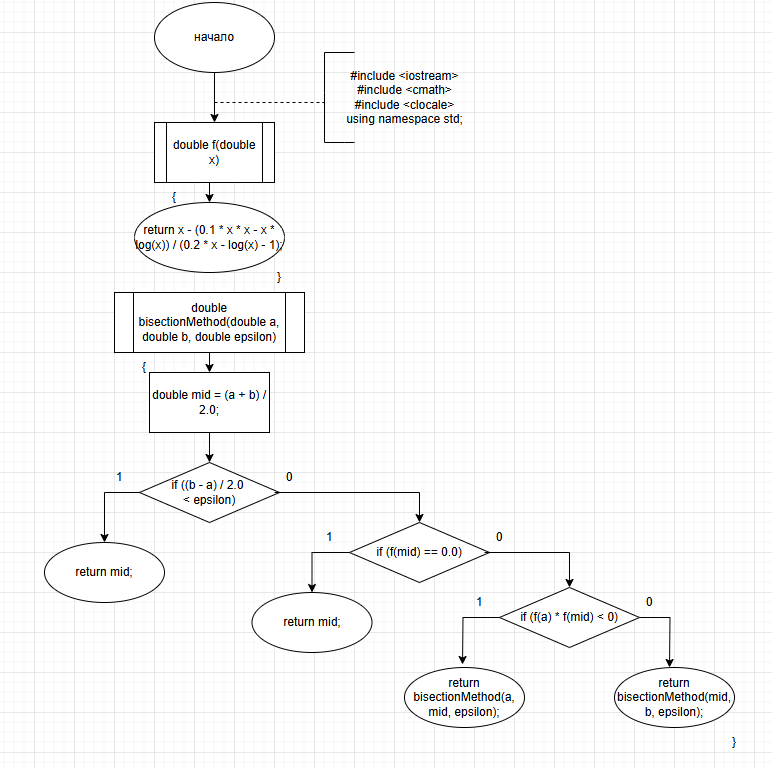 начало
#include <iostream>
#include <cmath>
#include <clocale>
using namespace std;
double f(double
x)
{
return x - (0.1 * x * x - x *
log(x)) / (0.2 * x - log(x) - 1);
}
double
bisectionMethod(double a,
double b, double epsilon)
{
double mid = (a + b) /
2.0;
1
if ((b - a) / 2.0
< epsilon)
0
return mid;
1
if (f(mid) == 0.0)
0
return mid;
1
if (f(a) * f(mid) < 0)
0
return
bisectionMethod(a,
mid, epsilon);
return
bisectionMethod(mid,
b, epsilon);
}